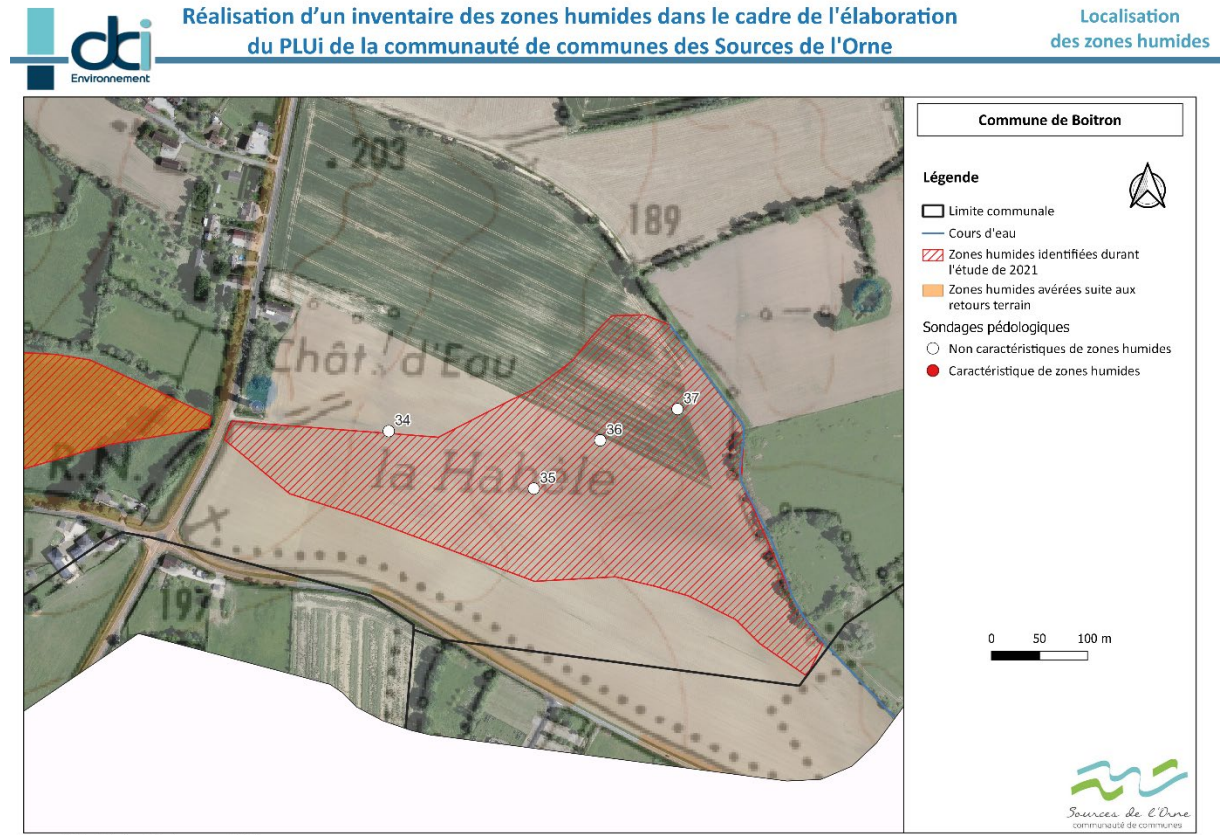 Réalisation d'un inventaire des zones humides dans le cadre de l'élaboration
du PLUi de la communauté de communes des Sources de l'Orne
Localisation
des zones humides
dci
Environnement
Commune de Boitron
Légende
Limite communale
Cours d'eau
Zones humides identifiées durant
l'étude de 2021
Zones humides avérées suite aux
retours terrain
Sondages pédologiques
Non caractéristiques de zones humides
Caractéristique de zones humides
0 50 100 m
Sources de l'Orne
communauté de communes
203
189
Chât. d'Eau
37
34
36
la Habèle
35
R.N.
197